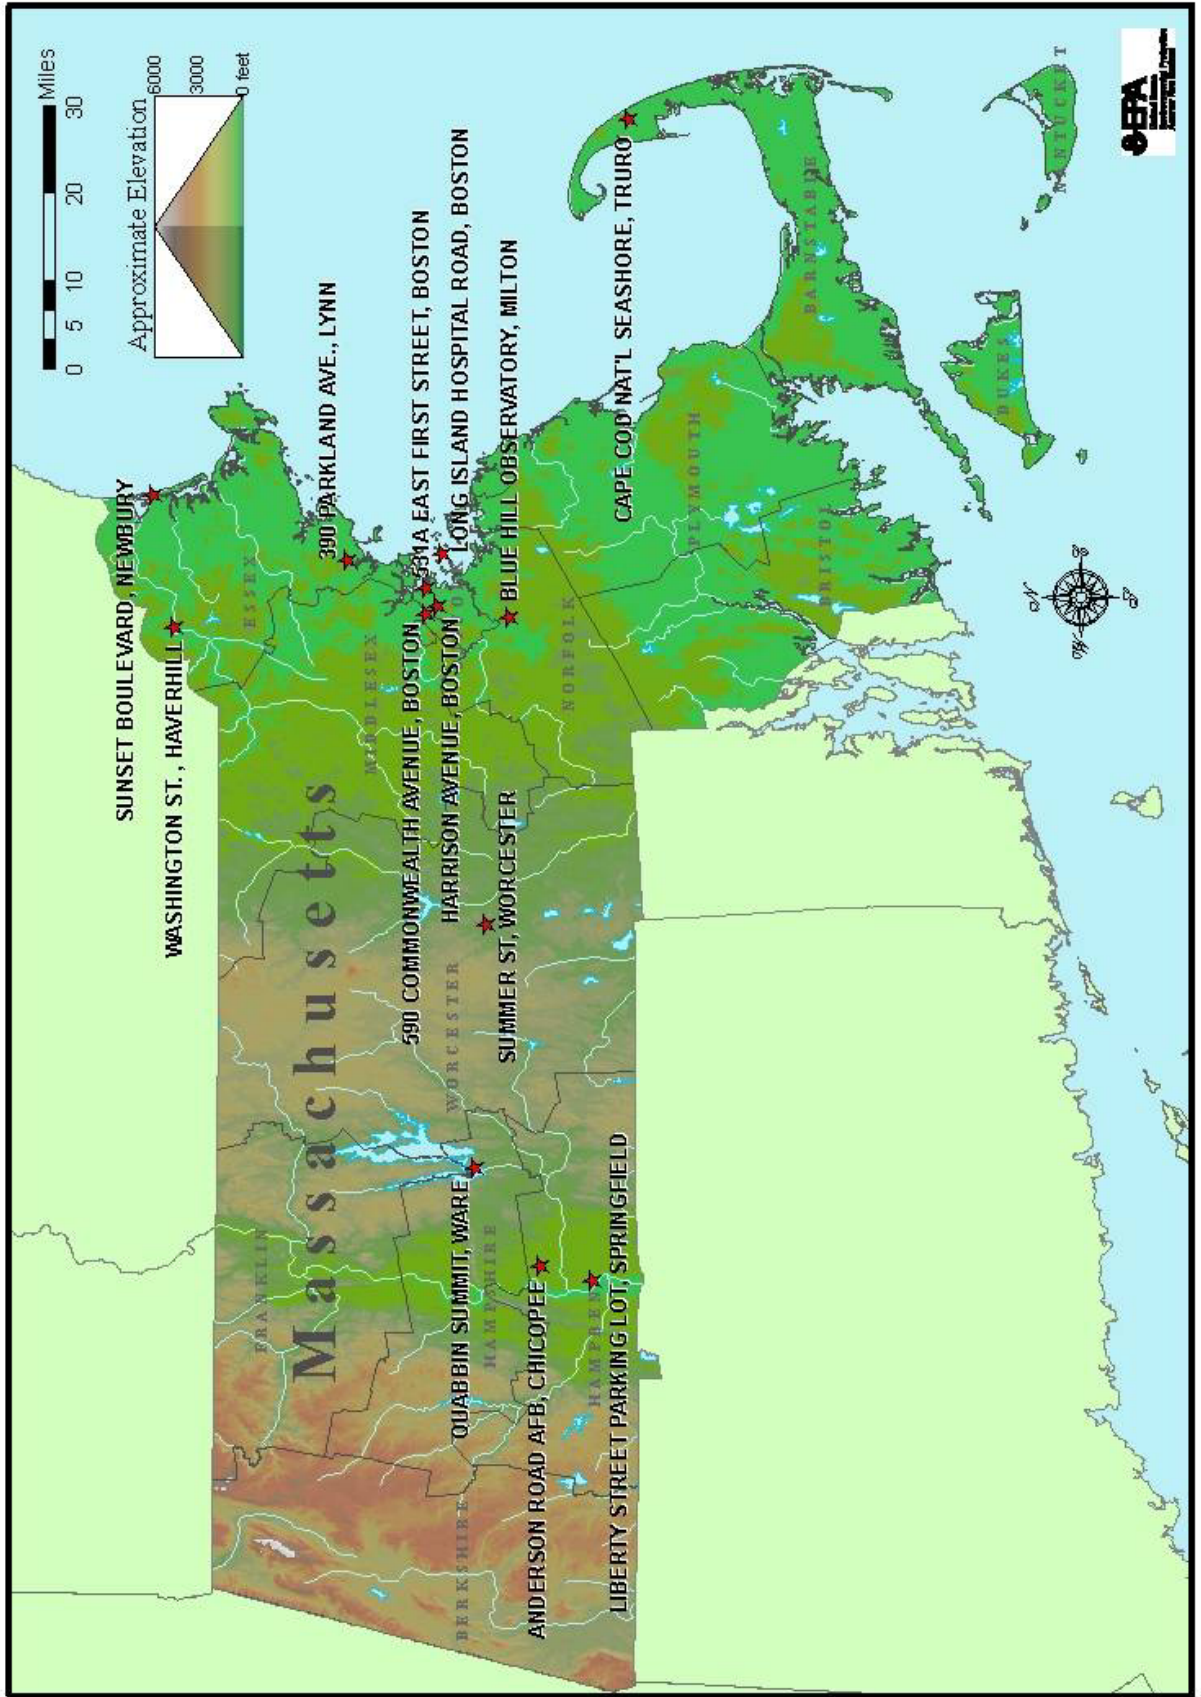 0 5 10 20 30 Miles
Approximate Elevation
6000
3000
0 feet
SUNSET BOULEVARD, NEWBURY
WASHINGTON ST., HAVERHILL
ESSEX
390 PARKLAND AVE., LYNN
Massachusetts
FRANKLIN
MIDDLESEX
590 COMMONWEALTH AVENUE, BOSTON
531A EAST FIRST STREET, BOSTON
HARRISON AVENUE, BOSTON
LONG ISLAND HOSPITAL ROAD, BOSTON
WORCESTER
SUMMER ST, WORCESTER
BLUE HILL OBSERVATORY, MILTON
NORFOLK
QUABBIN SUMMIT, WARE
HAMPSHIRE
BERKSHIRE
ANDERSON ROAD AFB, CHICOPEE
HAMPDEN
LIBERTY STREET PARKING LOT, SPRINGFIELD
CAPE COD NAT'L SEASHORE, TRURO
PLYMOUTH
BRISTOL
BARNSTABLE
DUKES
NANTUCKET
N
W
E
S
EPA